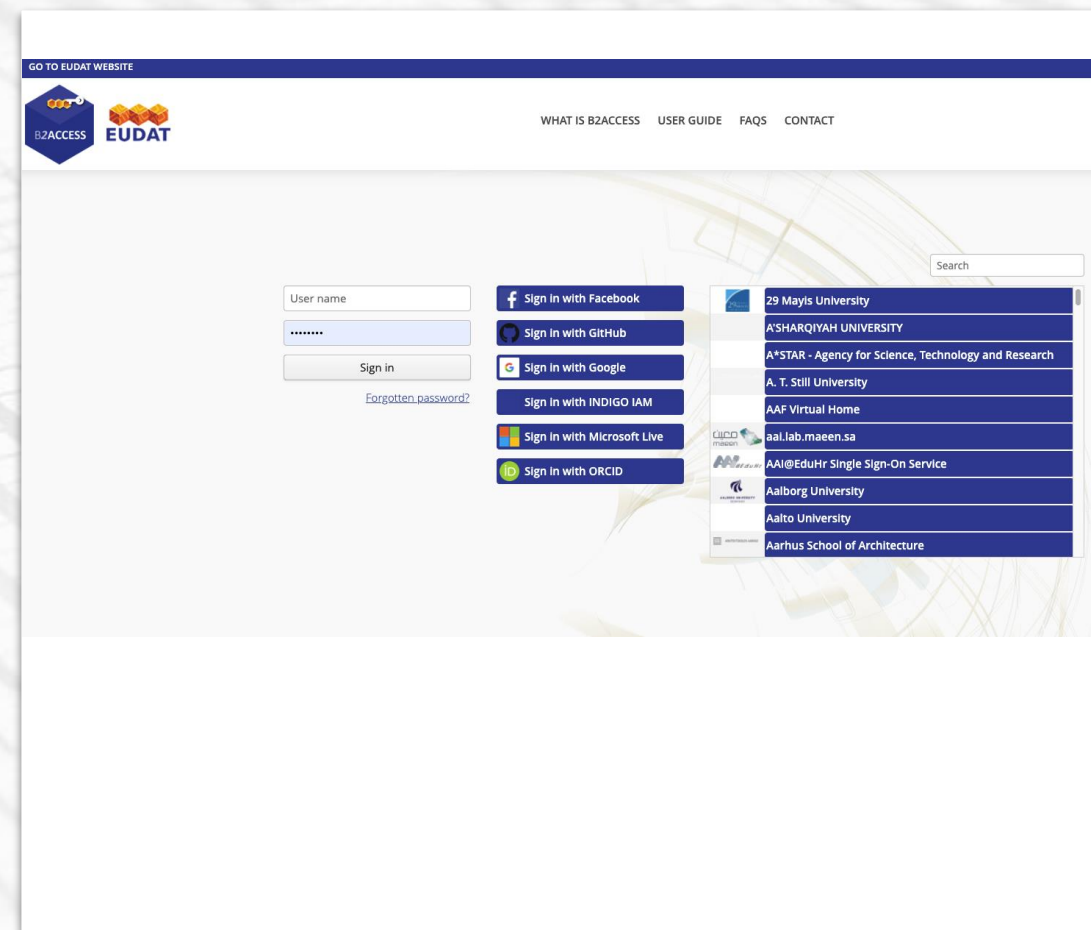 GO TO EUDAT WEBSITE
B2ACCESS
EUDAT
WHAT IS B2ACCESS USER GUIDE FAQS CONTACT
Search
User name
••••••••
Sign in
Forgotten password?
Sign in with Facebook
Sign in with GitHub
Sign in with Google
Sign in with INDIGO IAM
Sign in with Microsoft Live
Sign in with ORCID
29 Mayis University
A'SHARQIYAH UNIVERSITY
A*STAR - Agency for Science, Technology and Research
A. T. Still University
AAF Virtual Home
aai.lab.maeen.sa
AAI@EduHr Single Sign-On Service
Aalborg University
Aalto University
Aarhus School of Architecture